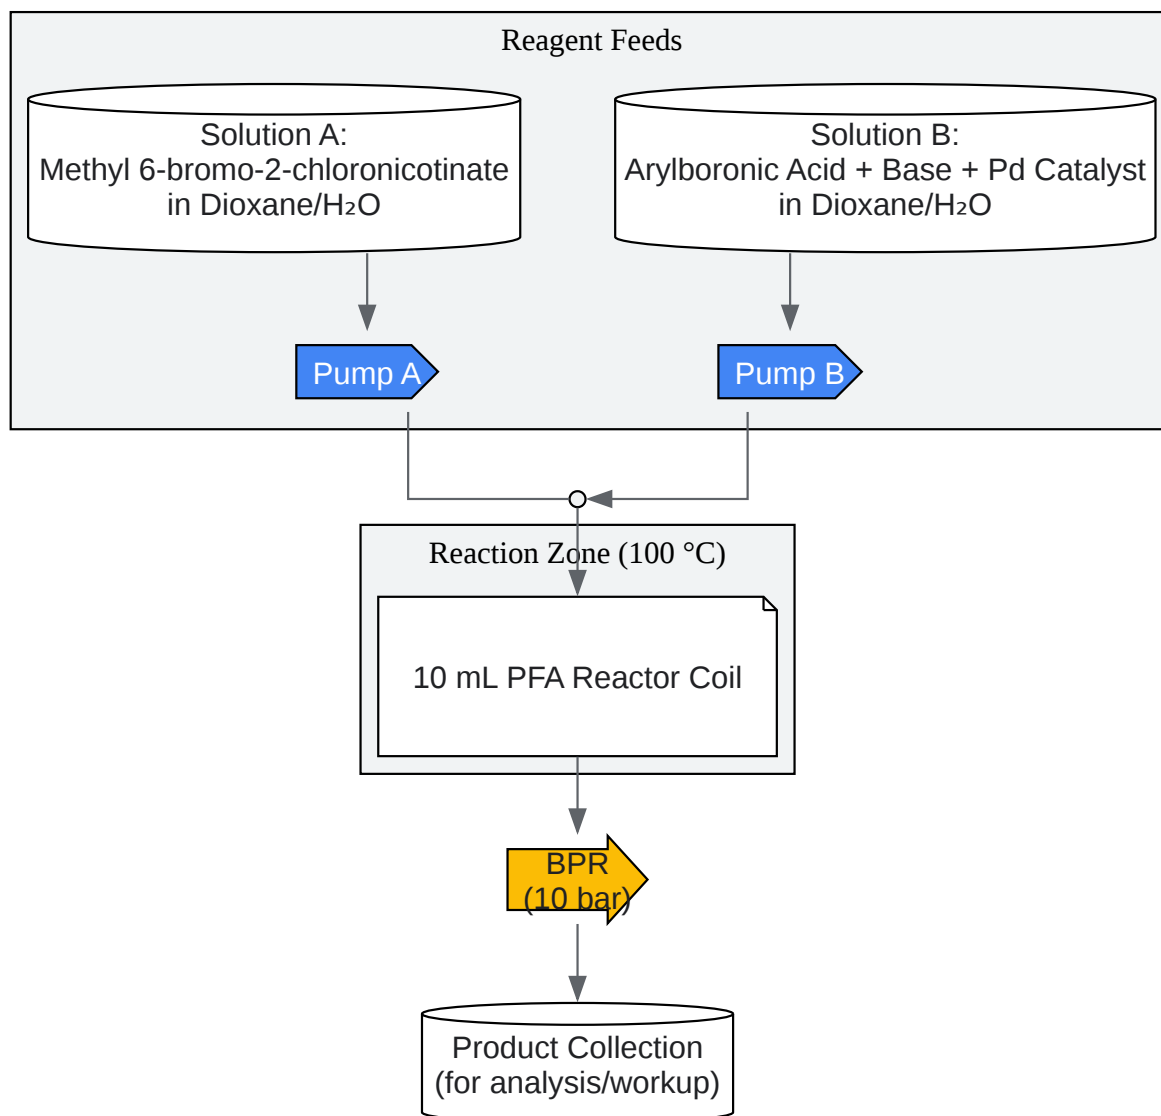 Reagent Feeds
Solution A:
Methyl 6-bromo-2-chloronicotinate
in Dioxane/H₂O
Solution B:
Arylboronic Acid + Base + Pd Catalyst
in Dioxane/H₂O
Pump A
Pump B
Reaction Zone (100 °C)
10 mL PFA Reactor Coil
BPR
(10 bar)
Product Collection
(for analysis/workup)